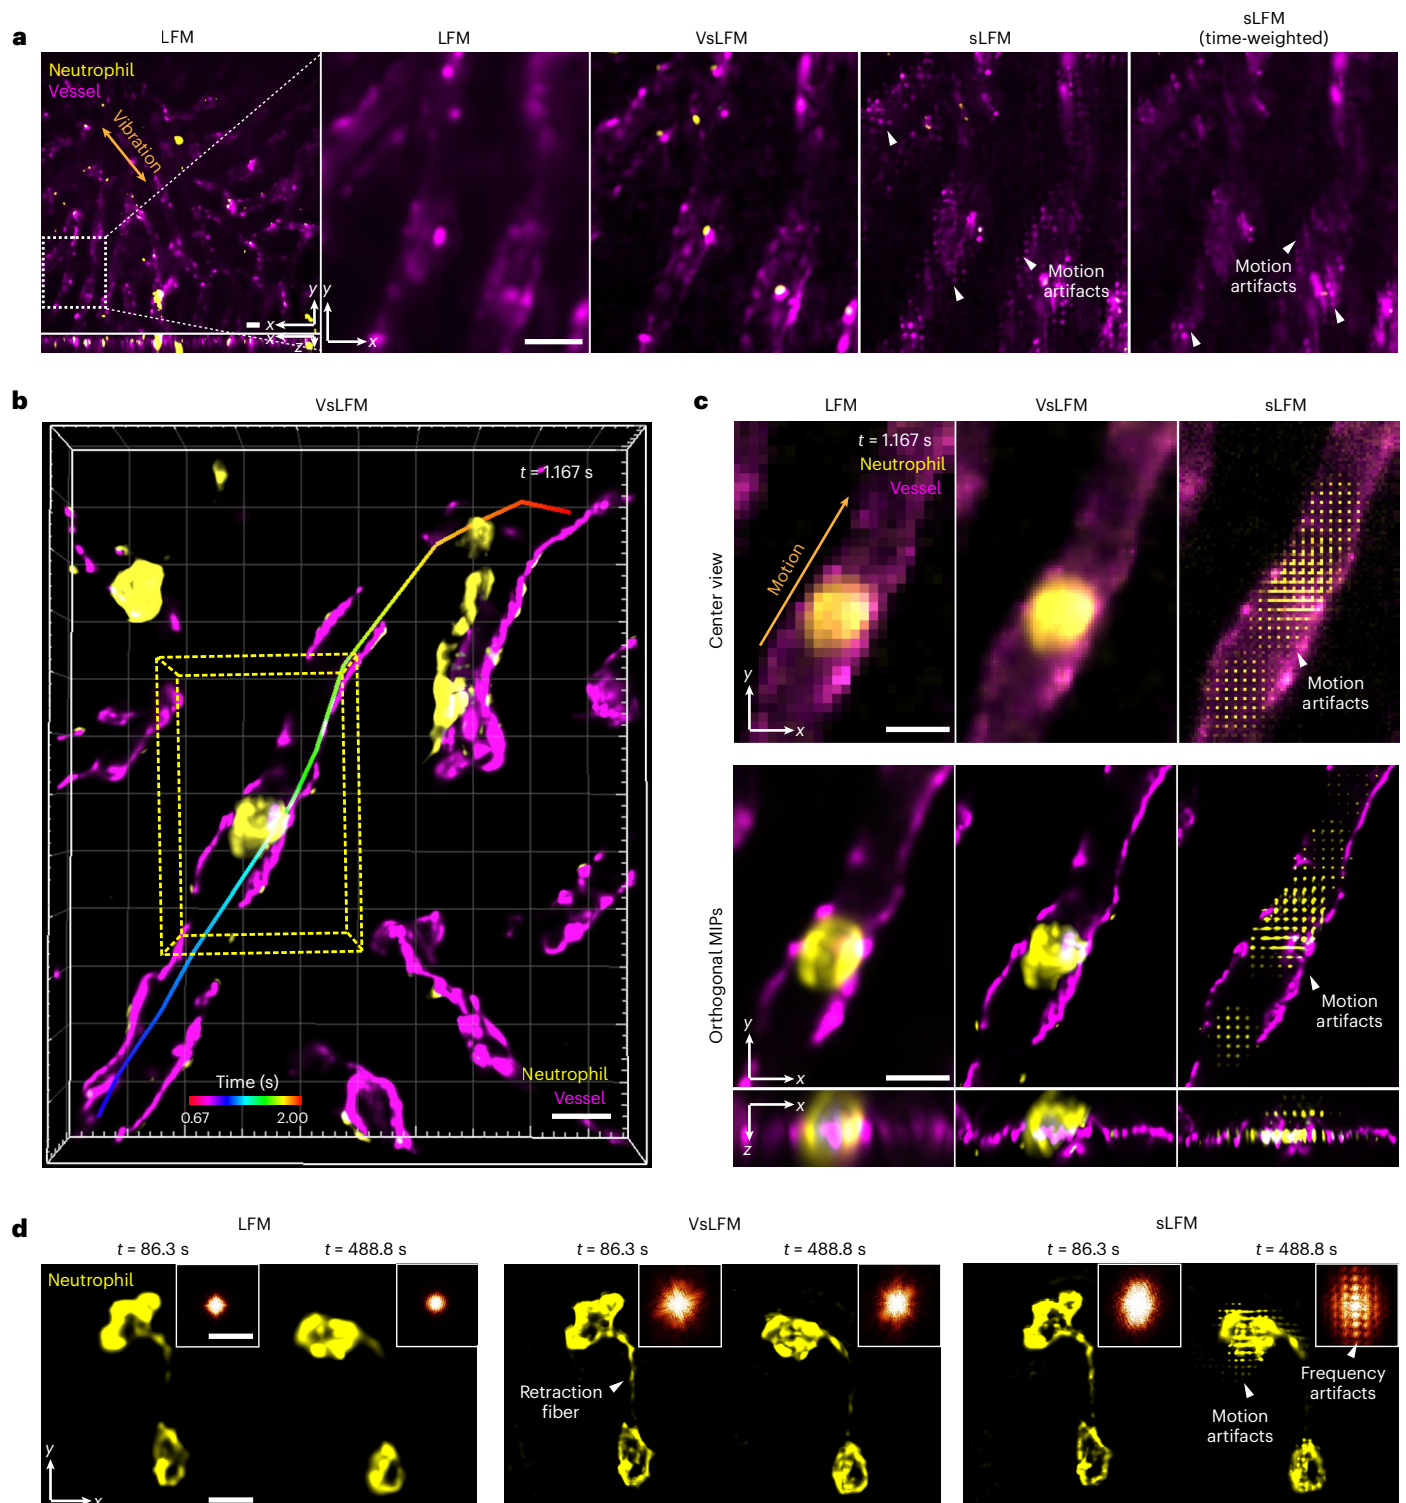 a
LFM
LFM
VsLFM
sLFM
sLFM
(time-weighted)
Neutrophil
Vessel
Vibration
y
x
x
z
y
x
Motion
artifacts
Motion
artifacts
b
VsLFM
t = 1.167 s
Time (s)
0.67
2.00
Neutrophil
Vessel
c
LFM
VsLFM
sLFM
Center view
t = 1.167 s
Neutrophil
Vessel
Motion
y
x
Motion
artifacts
Orthogonal MIPs
y
x
Motion
artifacts
x
z
d
LFM
VsLFM
sLFM
t = 86.3 s
t = 488.8 s
t = 86.3 s
t = 488.8 s
t = 86.3 s
t = 488.8 s
Neutrophil
Retraction
fiber
Frequency
artifacts
Motion
artifacts
y
x